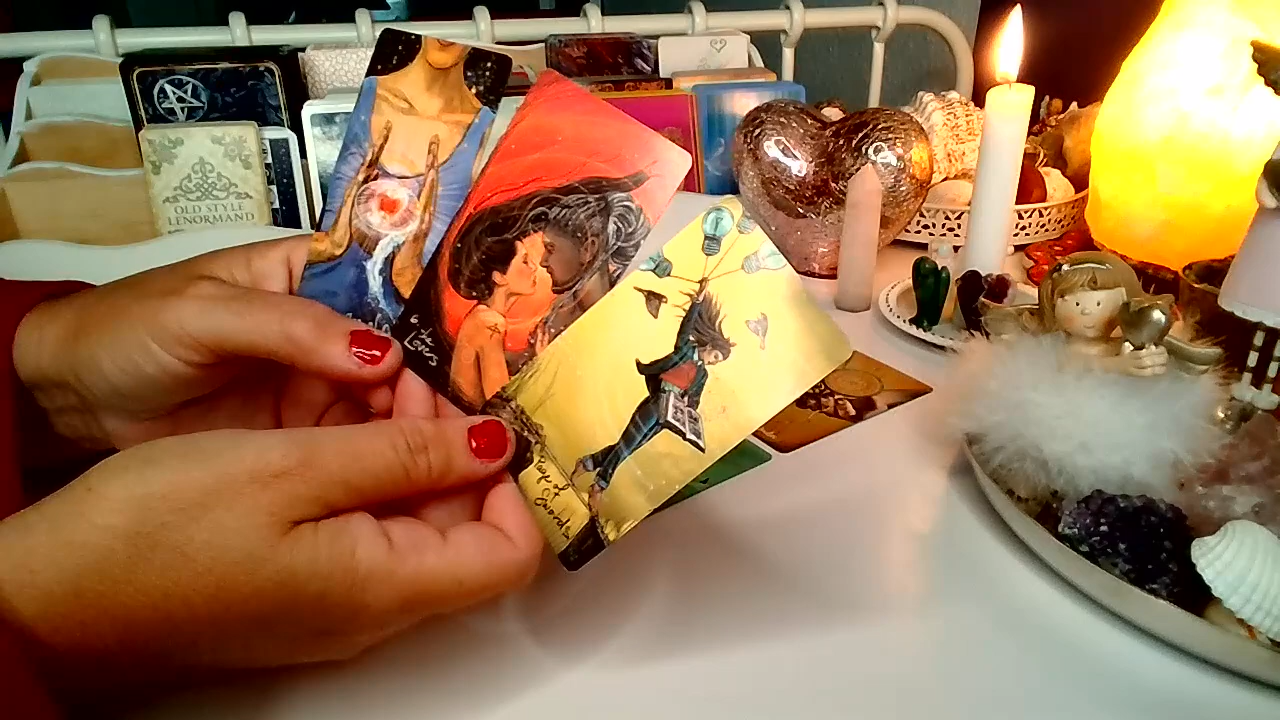 OLD STYLE
LENORMAND
6 the
Lovers
Page of
Swords